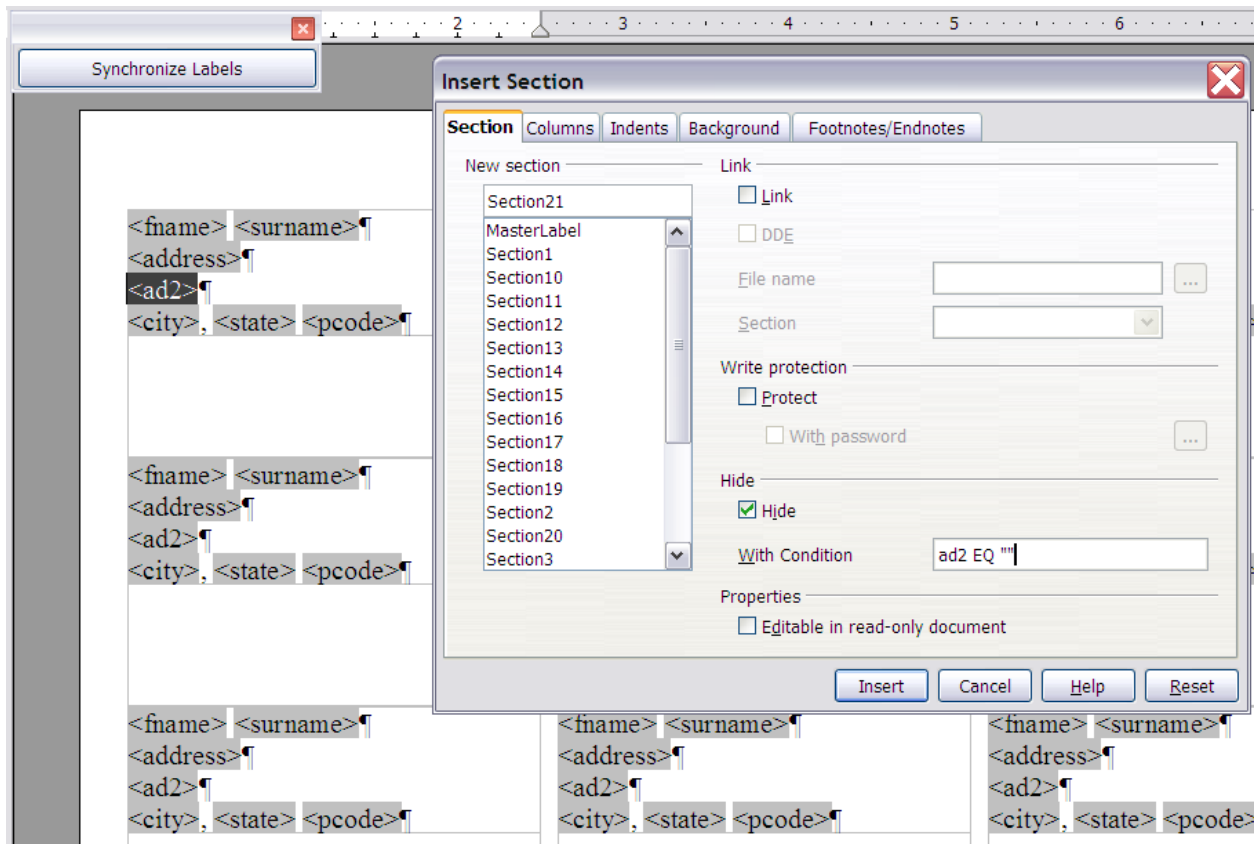 2 3 4 5 6
Synchronize Labels
Insert Section
Section Columns Indents Background Footnotes/Endnotes
New section
Section21
MasterLabel
Section1
Section10
Section11
Section12
Section13
Section14
Section15
Section16
Section17
Section18
Section19
Section2
Section20
Section3
Link
Link
DDE
File name
...
Section
Write protection
Protect
With password
...
Hide
Hide
With Condition ad2 EQ ""
Properties
Editable in read-only document
Insert Cancel Help Reset
<fname> <surname>¶
<address>¶
<ad2>¶
<city>, <state> <pcode>¶
<fname> <surname>¶
<address>¶
<ad2>¶
<city>, <state> <pcode>¶
<fname> <surname>¶
<address>¶
<ad2>¶
<city>, <state> <pcode>¶
<fname> <surname>¶
<address>¶
<ad2>¶
<city>, <state> <pcode>¶
<fname> <surname>¶
<address>¶
<ad2>¶
<city>, <state> <pcode>